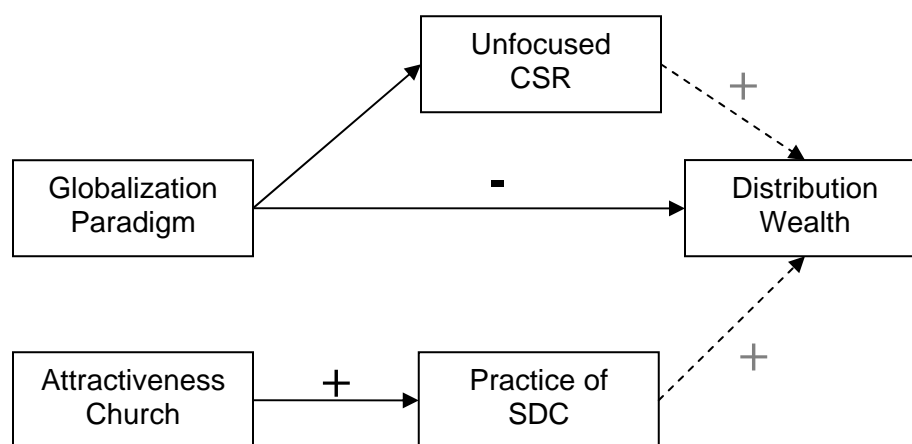 Unfocused
CSR
+
Globalization
Paradigm
-
Distribution
Wealth
Attractiveness
Church
+
Practice of
SDC
+